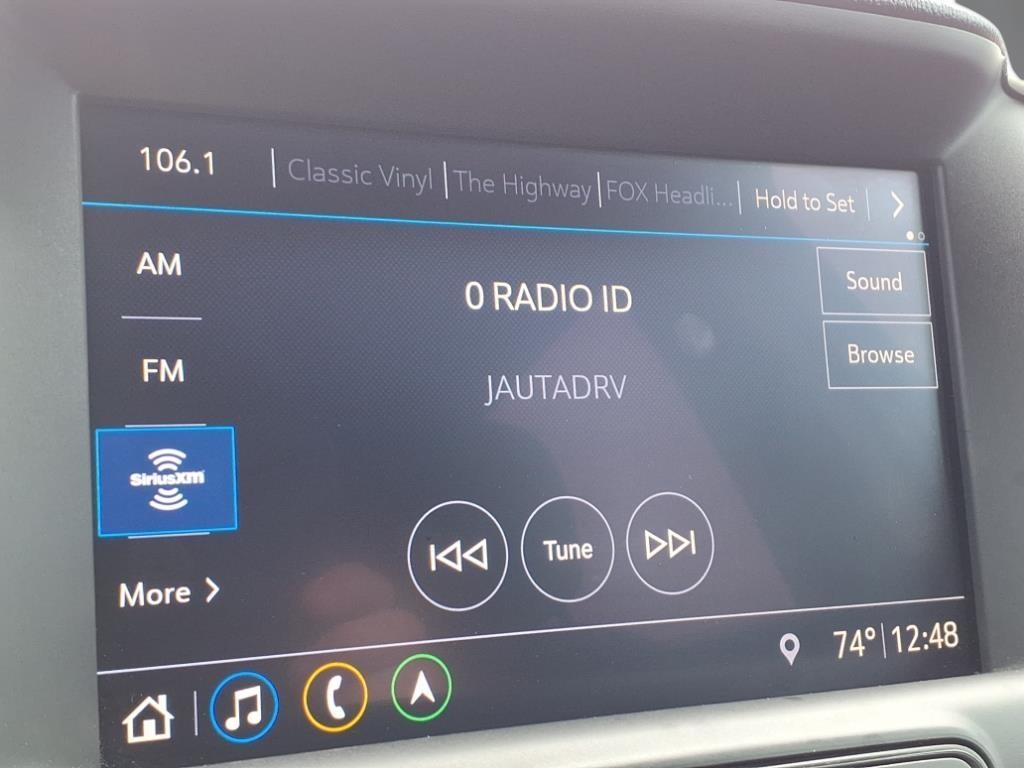 106.1 Classic Vinyl The Highway FOX Headli... Hold to Set
AM
0 RADIO ID
Sound
FM
JAUTADRV
Browse
SiriusXM
Tune
More
74° 12:48